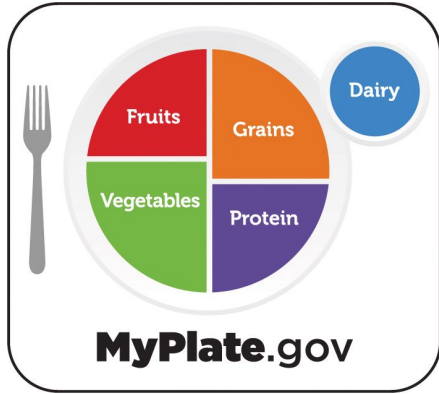 Dairy
Fruits
Grains
Vegetables
Protein
MyPlate.gov